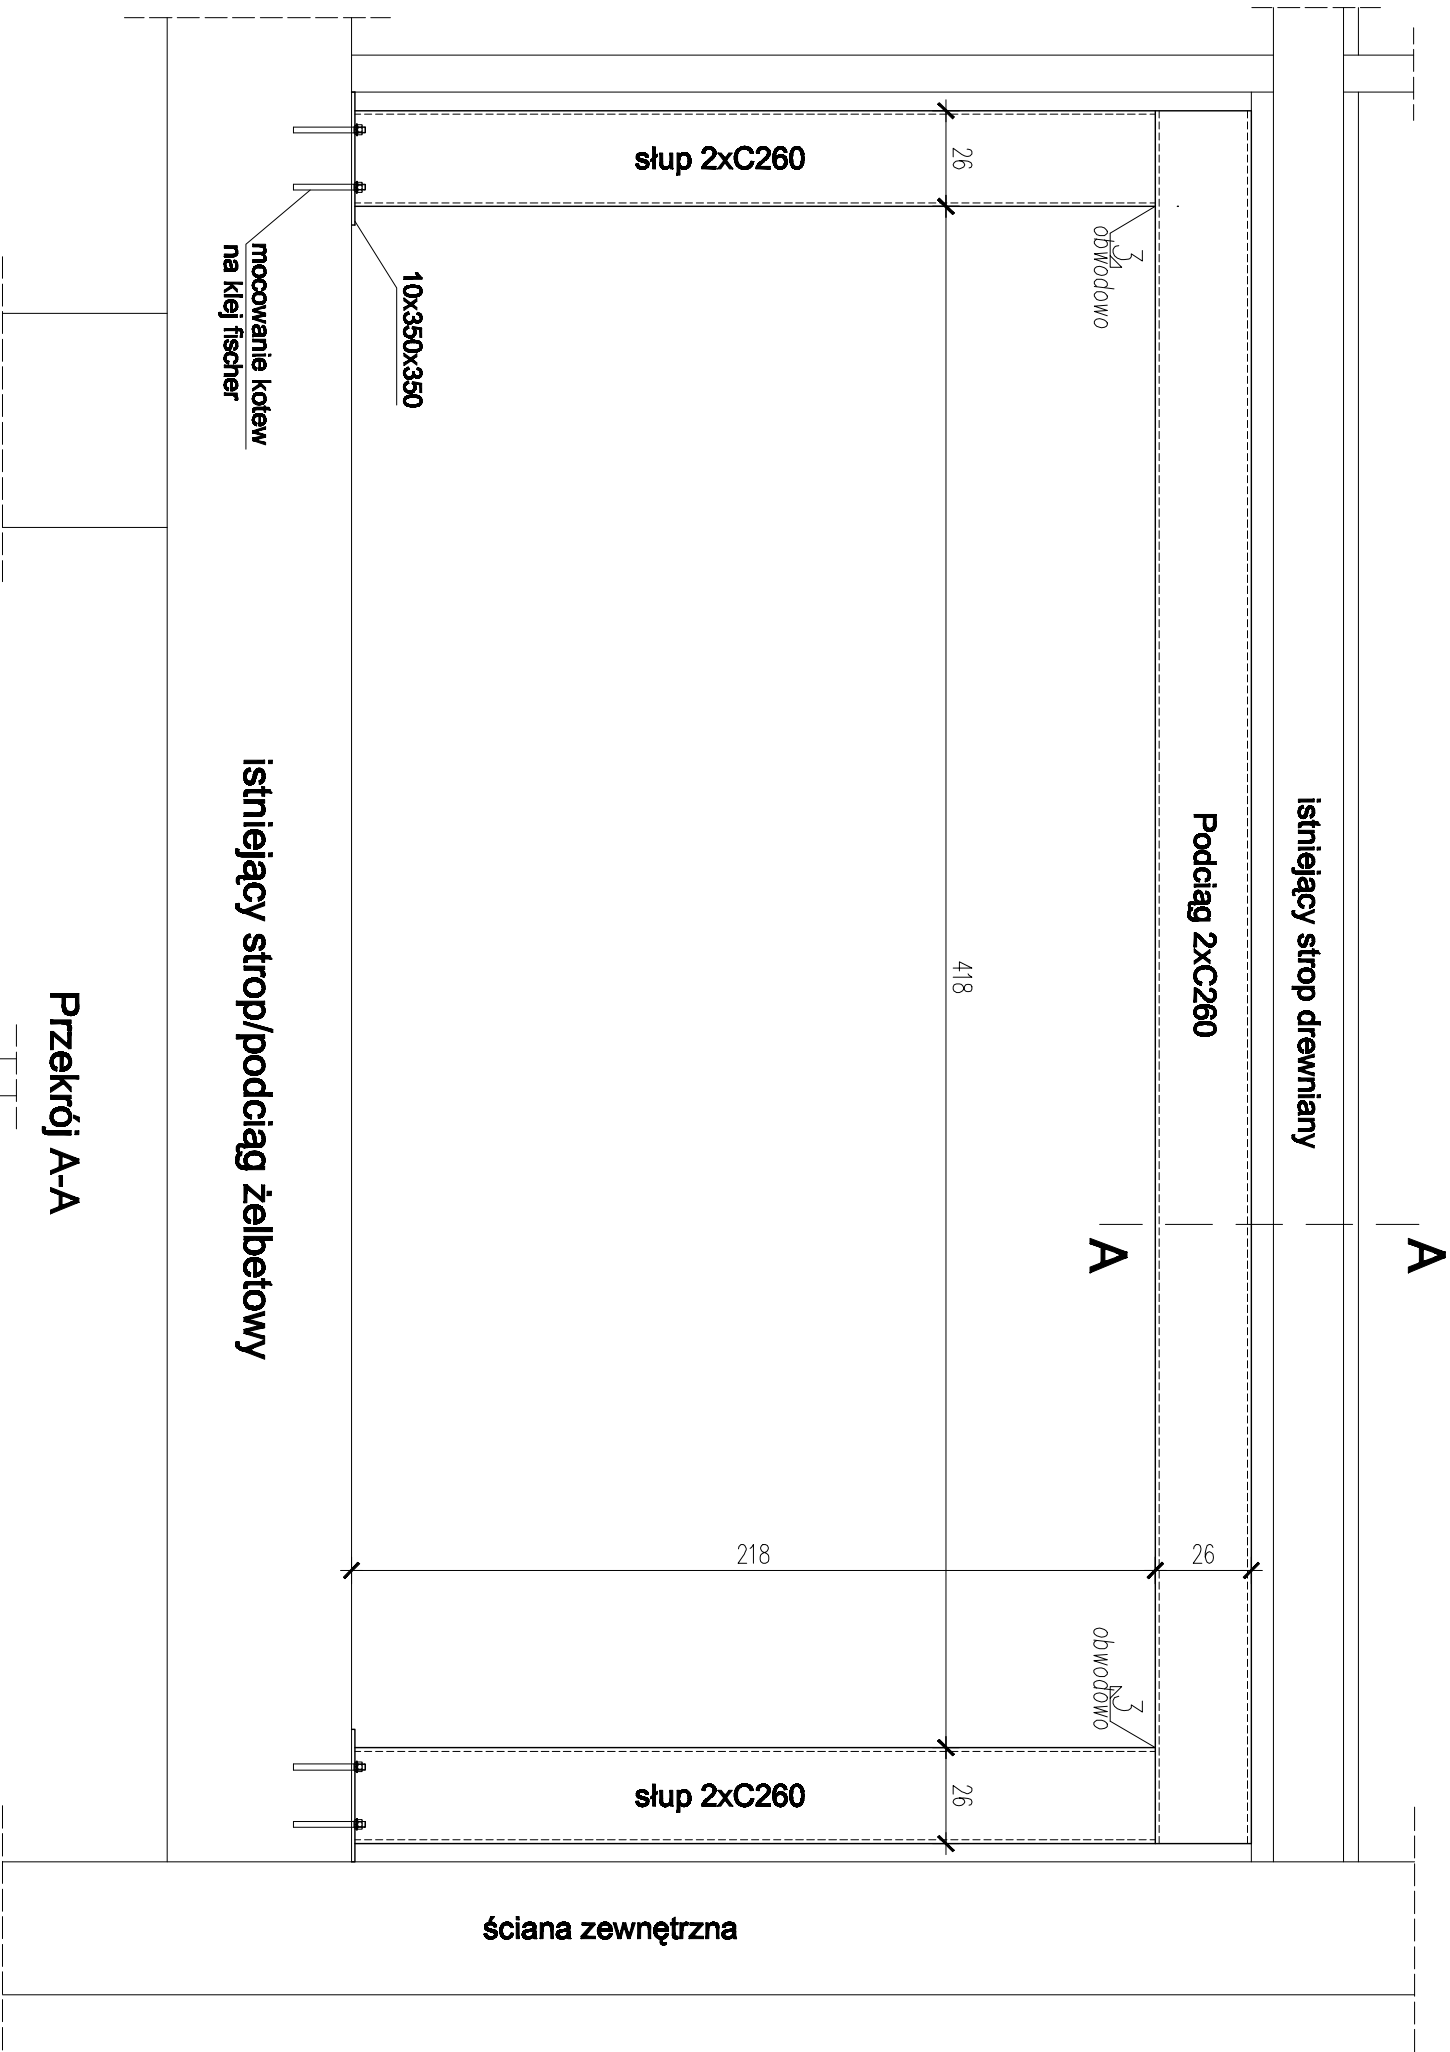 A
istniejący strop drewniany
Podciąg 2xC260
26
A
3
obwodowo
3
obwodowo
26
418
26
218
słup 2xC260
słup 2xC260
ściana zewnętrzna
10x350x350
mocowanie kotew
na klej fischer
istniejący strop/podciąg żelbetowy
Przekrój A-A